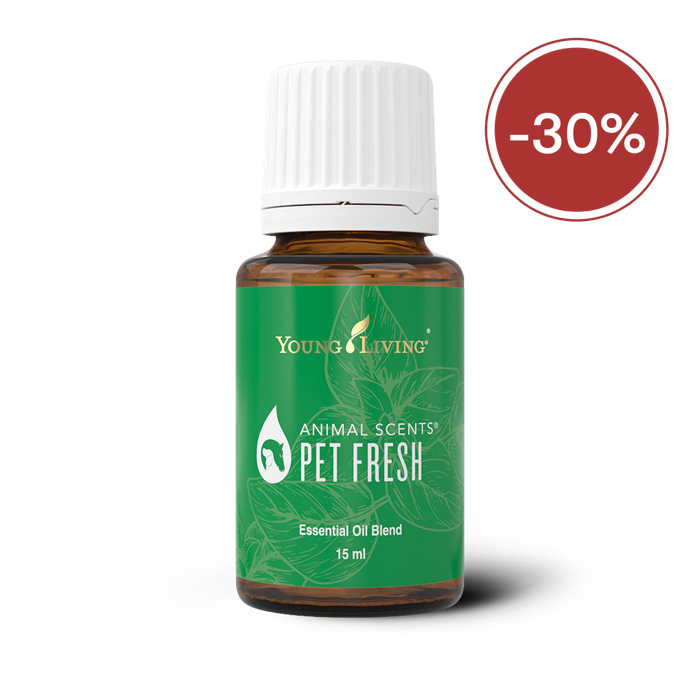 -30%
YOUNG LIVING®
ANIMAL SCENTS®
PET FRESH
Essential Oil Blend
15 ml